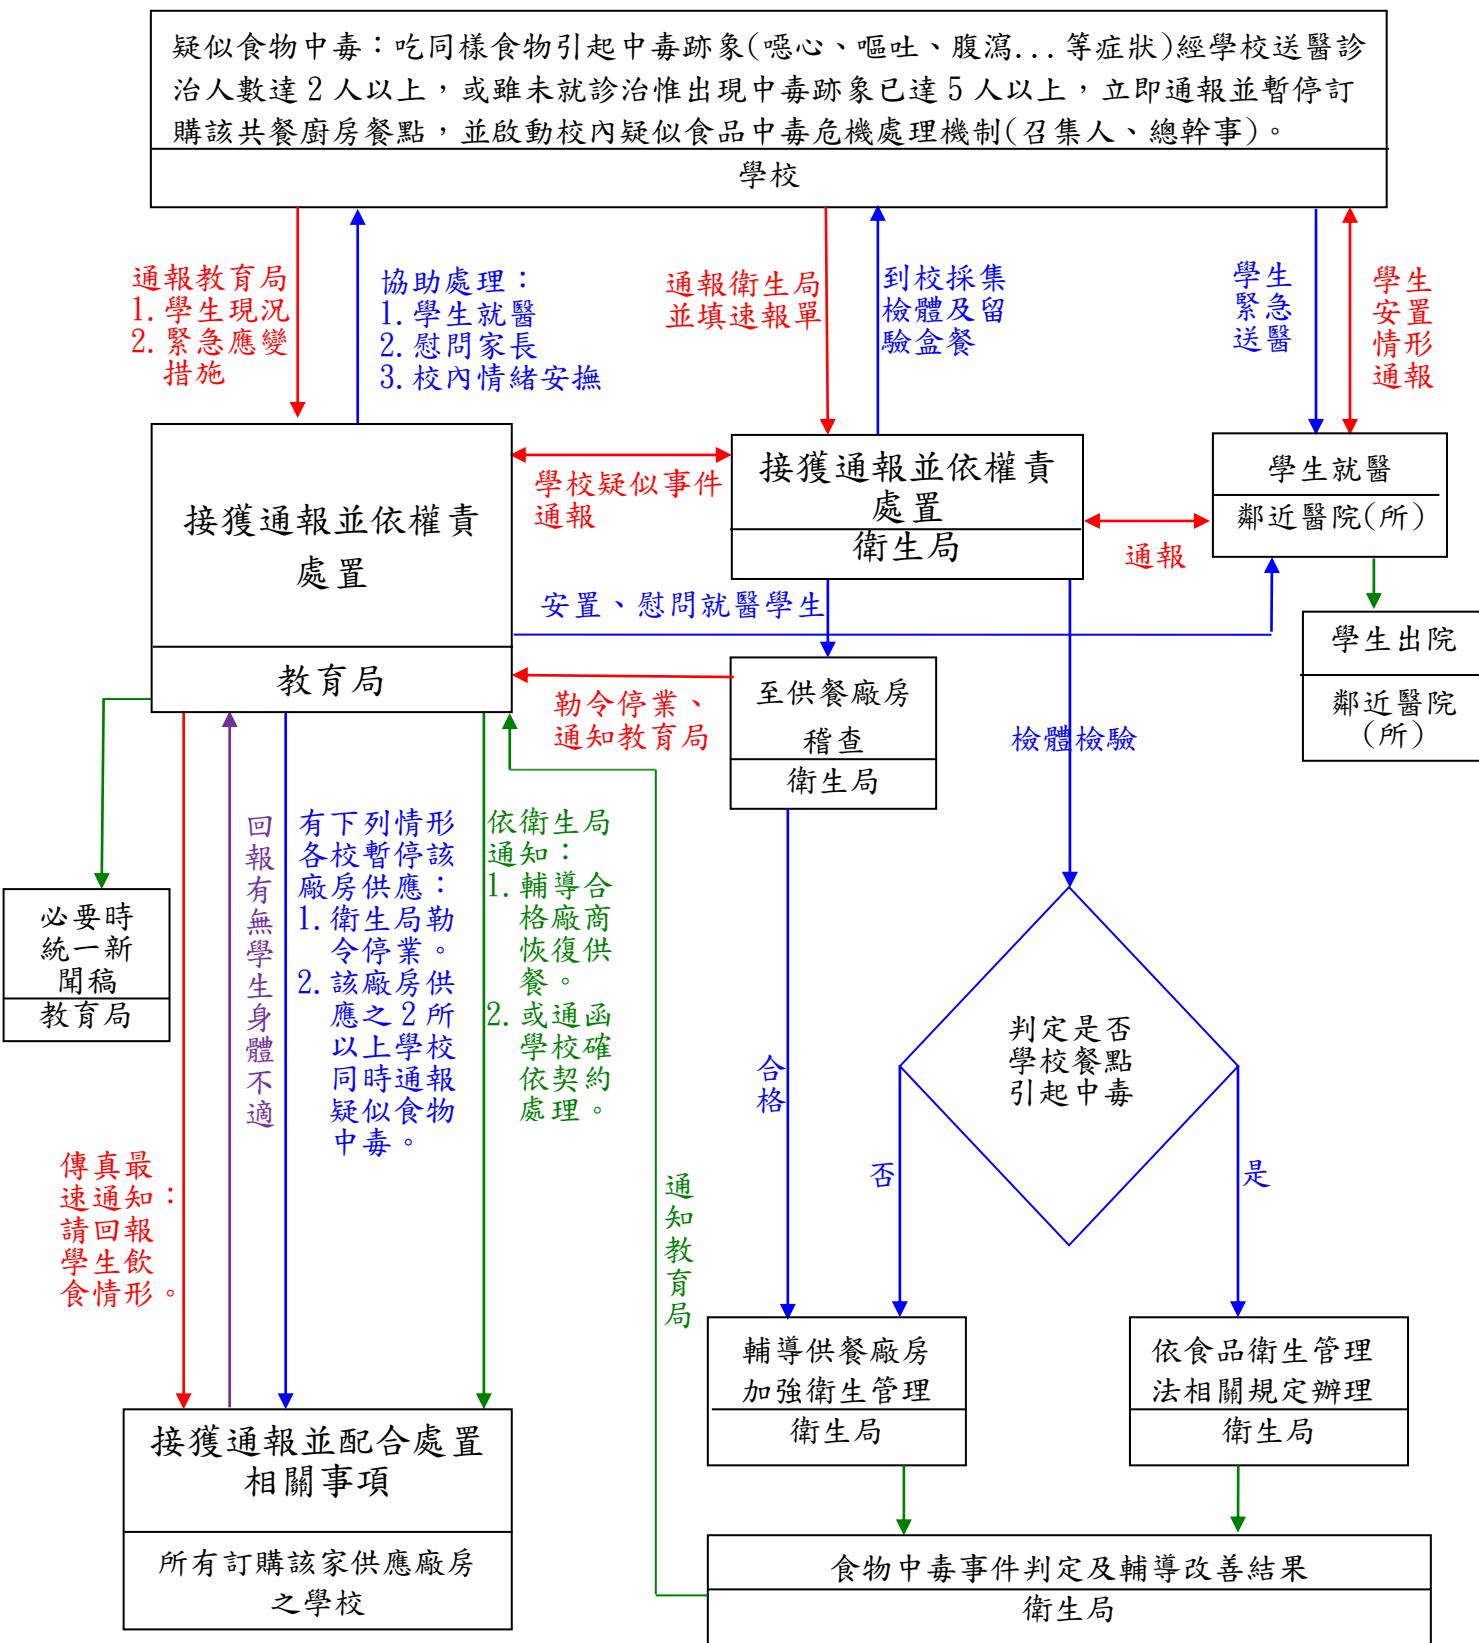 疑似食物中毒：吃同樣食物引起中毒跡象(噁心、嘔吐、腹瀉...等症狀)經學校送醫診
治人數達2人以上，或雖未就診治惟出現中毒跡象已達5人以上，立即通報並暫停訂
購該共餐廚房餐點，並啟動校內疑似食品中毒危機處理機制(召集人、總幹事)。
學校
通報教育局
1.學生現況
2.緊急應變
措施
協助處理：
1.學生就醫
2.慰問家長
3.校內情緒安撫
通報衛生局
並填速報單
到校採集
檢體及留
驗盒餐
學生
緊急
送醫
學生
安置
情形
通報
接獲通報並依權責
處置
教育局
學校疑似事件
通報
接獲通報並依權責
處置
衛生局
通報
學生就醫
鄰近醫院(所)
安置、慰問就醫學生
學生出院
鄰近醫院
(所)
勒令停業、
通知教育局
至供餐廠房
稽查
衛生局
檢體檢驗
必要時
統一新
聞稿
教育局
傳真最
速通知：
請回報
學生飲
食情形。
回報有無學生身體不適
有下列情形
各校暫停該
廠房供應：
1.衛生局勒
令停業。
2.該廠房供
應之2所
以上學校
同時通報
疑似食物
中毒。
依衛生局
通知：
1.輔導合
格廠商
恢復供
餐。
2.或通函
學校確
依契約
處理。
通知教育局
合格
判定是否
學校餐點
引起中毒
否
是
輔導供餐廠房
加強衛生管理
衛生局
依食品衛生管理
法相關規定辦理
衛生局
接獲通報並配合處置
相關事項
所有訂購該家供應廠房
之學校
食物中毒事件判定及輔導改善結果
衛生局